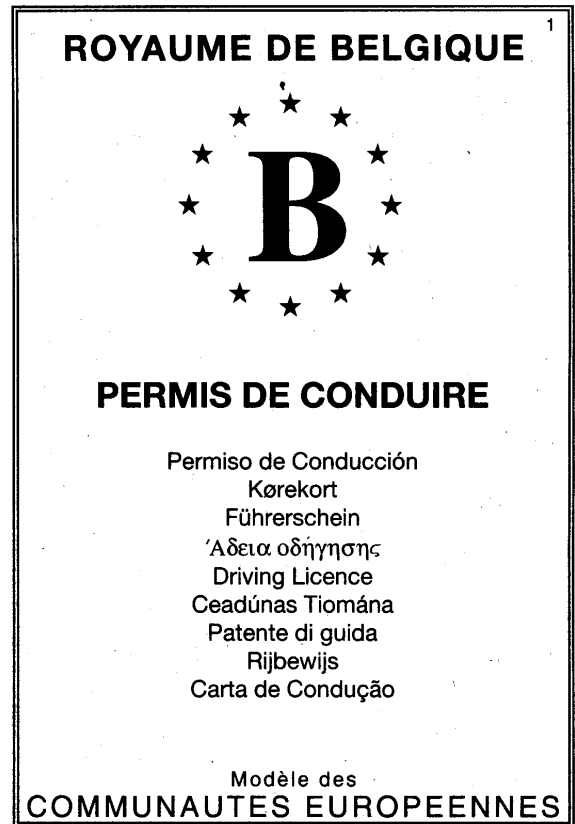 1
ROYAUME DE BELGIQUE
B
PERMIS DE CONDUIRE
Permiso de Conducción
Kørekort
Führerschein
Άδεια οδήγησης
Driving Licence
Ceadúnas Tiomána
Patente di guida
Rijbewijs
Carta de Condução
Modèle des
COMMUNAUTES EUROPEENNES